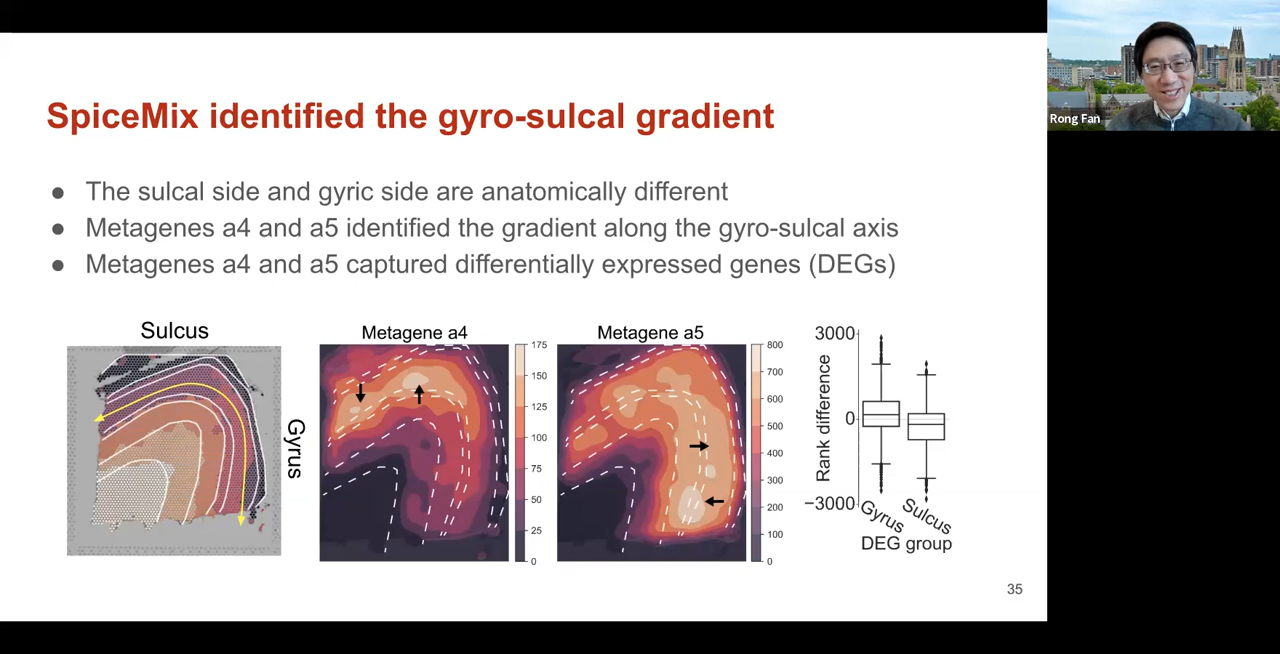 SpiceMix identified the gyro-sulcal gradient
● The sulcal side and gyric side are anatomically different
● Metagenes a4 and a5 identified the gradient along the gyro-sulcal axis
● Metagenes a4 and a5 captured differentially expressed genes (DEGs)
Sulcus
Gyrus
Metagene a4
175
150
125
100
75
50
25
0
Metagene a5
800
700
600
500
400
300
200
100
0
Rank difference
3000
0
−3000
Gyrus
Sulcus
DEG group
35
Rong Fan